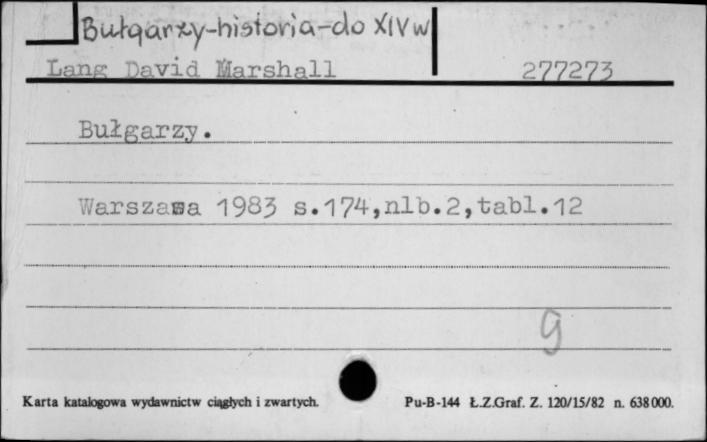 Bułgarzy-historia-do XIV w
Lang David Marshall 277273
Bułgarzy.
Warszawa 1983 s.174,nlb.2,tabl.12
g
Karta katalogowa wydawnictw ciągłych i zwartych. Pu-B-144 Ł.Z.Graf. Z. 120/15/82 n. 638000.